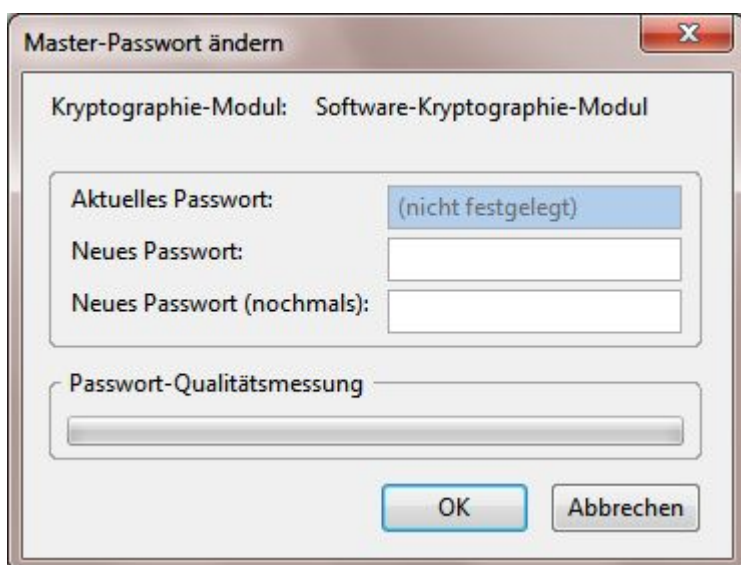 Master-Passwort ändern
Kryptographie-Modul: Software-Kryptographie-Modul
Aktuelles Passwort: (nicht festgelegt)
Neues Passwort:
Neues Passwort (nochmals):
Passwort-Qualitätsmessung
OK Abbrechen